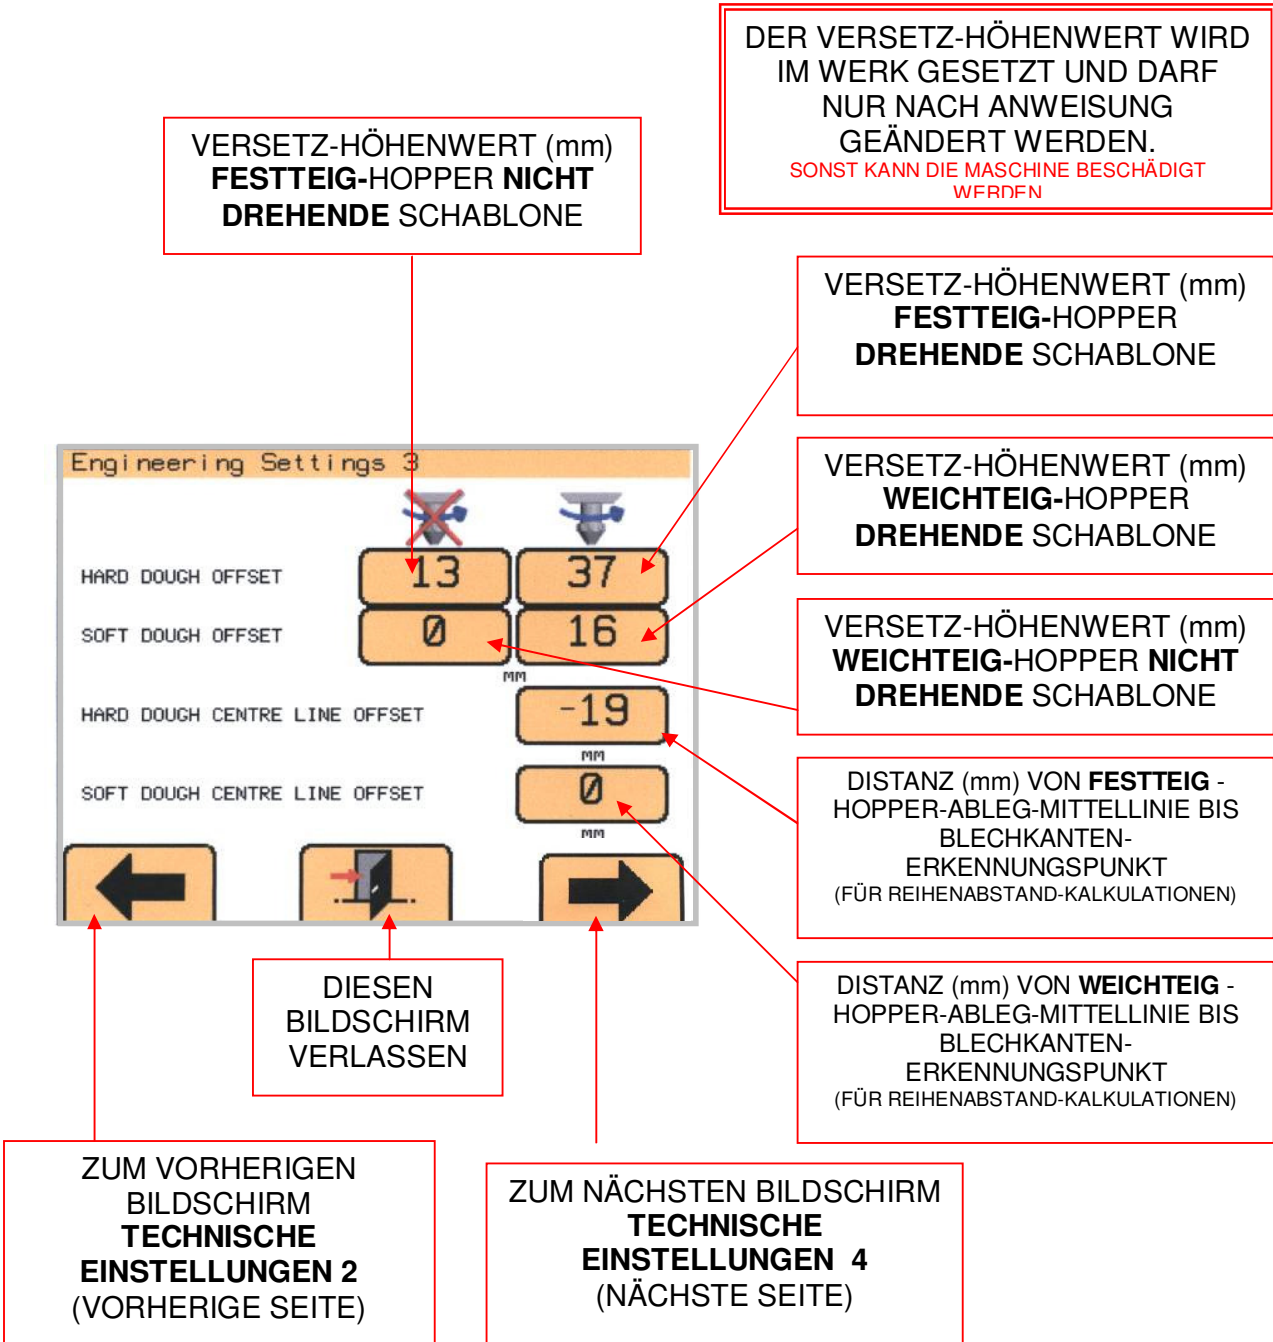 DER VERSETZ-HÖHENWERT WIRD
IM WERK GESETZT UND DARF
NUR NACH ANWEISUNG
GEÄNDERT WERDEN.
SONST KANN DIE MASCHINE BESCHÄDIGT
WERDEN
VERSETZ-HÖHENWERT (mm)
FESTTEIG-HOPPER NICHT
DREHENDE SCHABLONE
VERSETZ-HÖHENWERT (mm)
FESTTEIG-HOPPER
DREHENDE SCHABLONE
VERSETZ-HÖHENWERT (mm)
WEICHTEIG-HOPPER
DREHENDE SCHABLONE
VERSETZ-HÖHENWERT (mm)
WEICHTEIG-HOPPER NICHT
DREHENDE SCHABLONE
DISTANZ (mm) VON FESTTEIG -
HOPPER-ABLEG-MITTELLINIE BIS
BLECHKANTEN-
ERKENNUNGSPUNKT
(FÜR REIHENABSTAND-KALKULATIONEN)
DISTANZ (mm) VON WEICHTEIG -
HOPPER-ABLEG-MITTELLINIE BIS
BLECHKANTEN-
ERKENNUNGSPUNKT
(FÜR REIHENABSTAND-KALKULATIONEN)
Engineering Settings 3
HARD DOUGH OFFSET 13 37
SOFT DOUGH OFFSET 0 16
MM
HARD DOUGH CENTRE LINE OFFSET -19
MM
SOFT DOUGH CENTRE LINE OFFSET 0
MM
DIESEN
BILDSCHIRM
VERLASSEN
ZUM VORHERIGEN
BILDSCHIRM
TECHNISCHE
EINSTELLUNGEN 2
(VORHERIGE SEITE)
ZUM NÄCHSTEN BILDSCHIRM
TECHNISCHE
EINSTELLUNGEN 4
(NÄCHSTE SEITE)